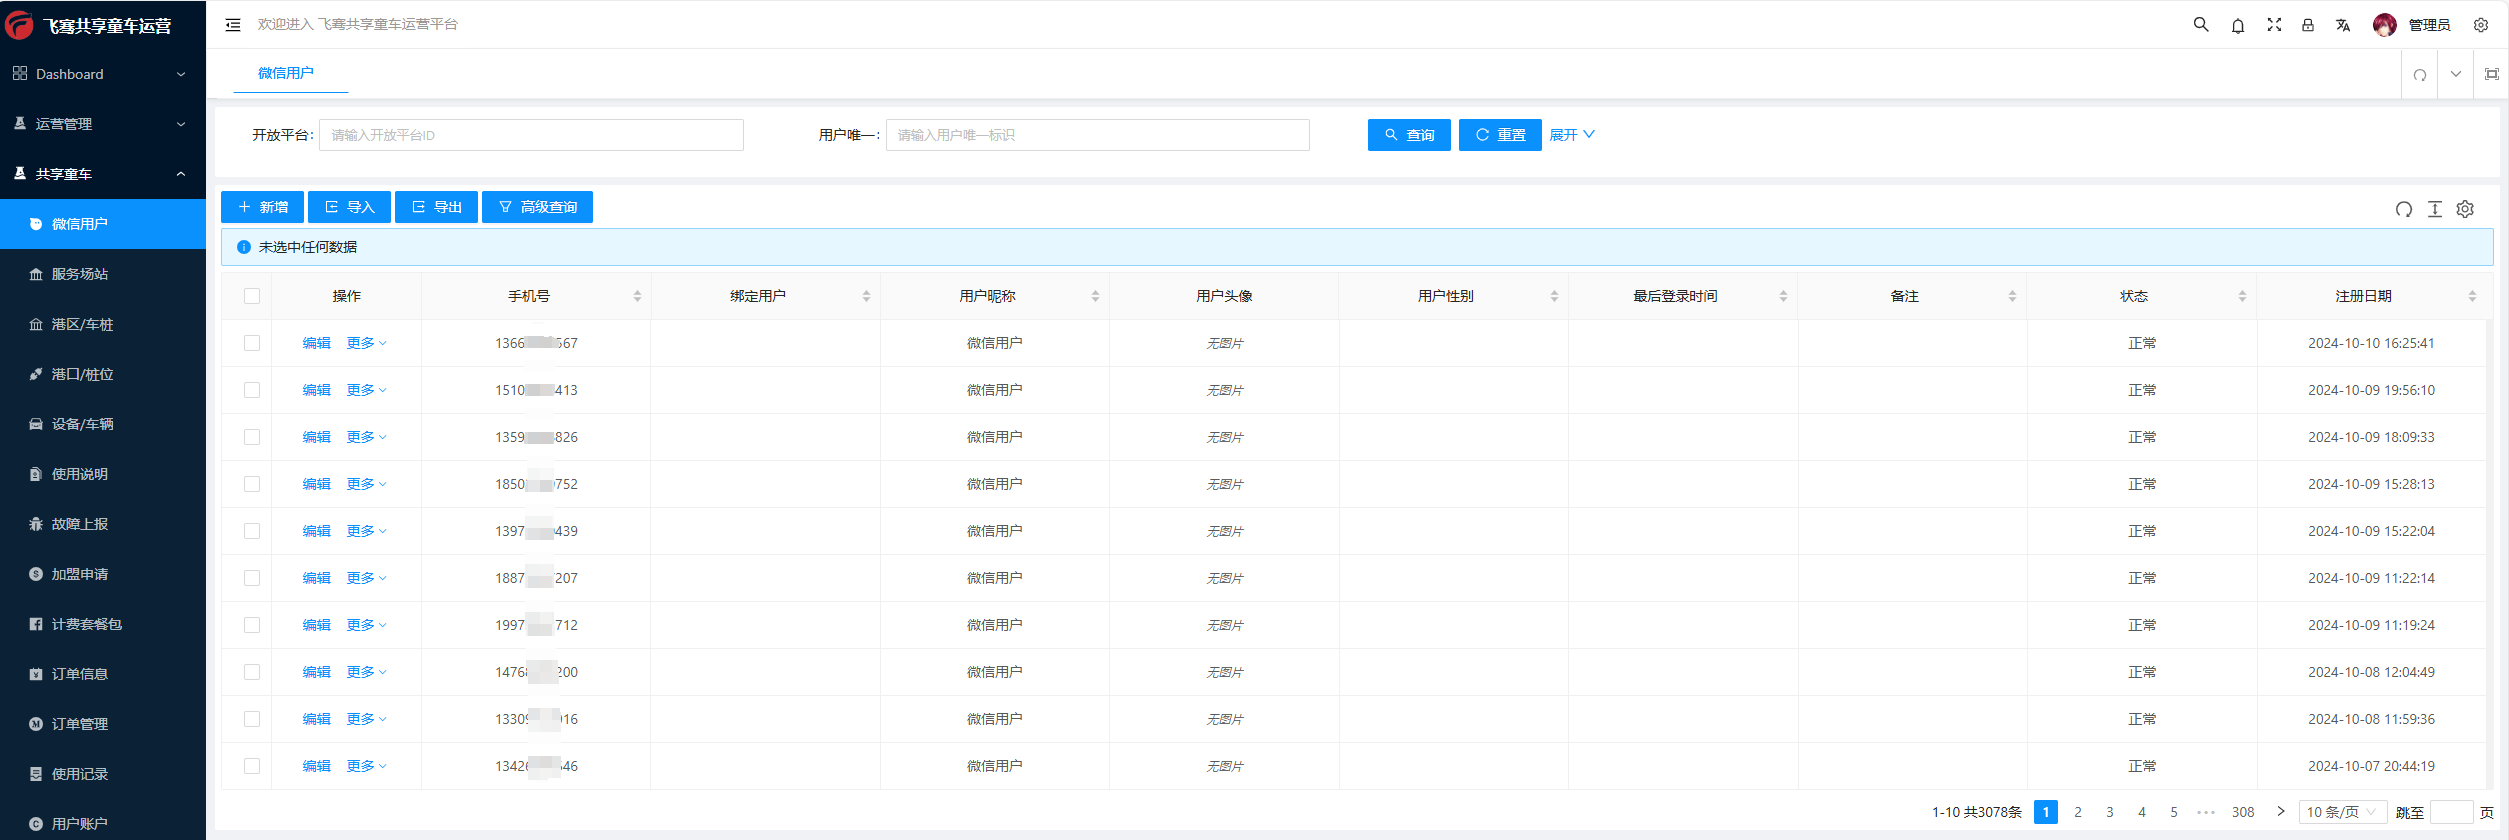 飞骞共享童车运营
欢迎进入 飞骞共享童车运营平台
管理员
Dashboard
运营管理
共享童车
微信用户
服务场站
港区/车桩
港口/桩位
设备/车辆
使用说明
故障上报
加盟申请
计费套餐包
订单信息
订单管理
使用记录
用户账户
微信用户
开放平台: 请输入开放平台ID 用户唯一: 请输入用户唯一标识 查询 重置 展开
新增 导入 导出 高级查询
未选中任何数据
操作 手机号 绑定用户 用户昵称 用户头像 用户性别 最后登录时间 备注 状态 注册日期
编辑 更多 1366 567 微信用户 无图片 正常 2024-10-10 16:25:41
编辑 更多 1510 413 微信用户 无图片 正常 2024-10-09 19:56:10
编辑 更多 1359 826 微信用户 无图片 正常 2024-10-09 18:09:33
编辑 更多 1850 752 微信用户 无图片 正常 2024-10-09 15:28:13
编辑 更多 1397 439 微信用户 无图片 正常 2024-10-09 15:22:04
编辑 更多 1887 207 微信用户 无图片 正常 2024-10-09 11:22:14
编辑 更多 1997 712 微信用户 无图片 正常 2024-10-09 11:19:24
编辑 更多 1476 200 微信用户 无图片 正常 2024-10-08 12:04:49
编辑 更多 1330 16 微信用户 无图片 正常 2024-10-08 11:59:36
编辑 更多 1342 46 微信用户 无图片 正常 2024-10-07 20:44:19
1-10 共3078条 1 2 3 4 5 ··· 308 10 条/页 跳至 页